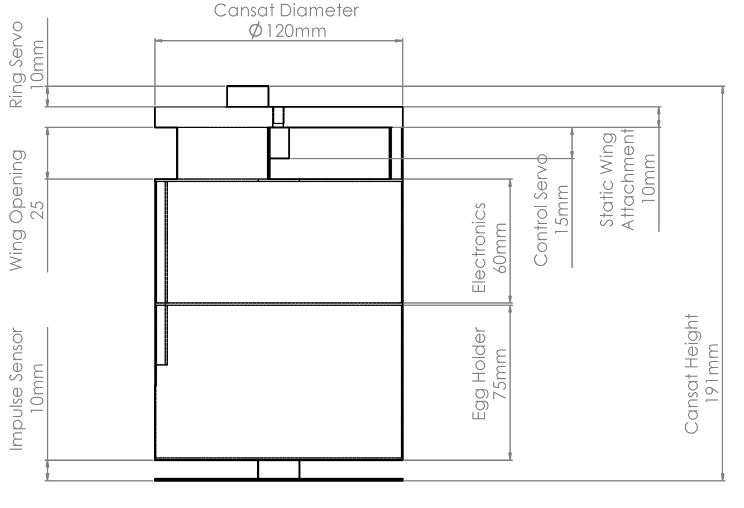 Cansat Diameter
Ø120mm
Ring Servo
10mm
Wing Opening
25
Impulse Sensor
10mm
Electronics
60mm
Egg Holder
75mm
Control Servo
15mm
Static Wing
Attachment
10mm
Cansat Height
191mm